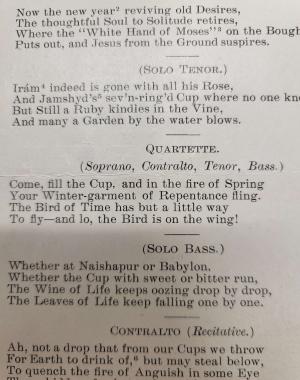 Now the new year² reviving old Desires,
The thoughtful Soul to Solitude retires,
Where the "White Hand of Moses"³ on the Bough
Puts out, and Jesus from the Ground suspires.
(SOLO TENOR.)
Irám⁴ indeed is gone with all his Rose,
And Jamshyd's⁵ sev'n-ring'd Cup where no one kno
But Still a Ruby kindles in the Vine,
And many a Garden by the water blows.
QUARTETTE.
(Soprano, Contralto, Tenor, Bass.)
Come, fill the Cup, and in the fire of Spring
Your Winter-garment of Repentance fling.
The Bird of Time has but a little way
To fly—and lo, the Bird is on the wing!
(SOLO BASS.)
Whether at Naishapur or Babylon,
Whether the Cup with sweet or bitter run,
The Wine of Life keeps oozing drop by drop,
The Leaves of Life keep falling one by one.
CONTRALTO (Recitative.)
Ah, not a drop that from our Cups we throw
For Earth to drink of,⁶ but may steal below,
To quench the fire of Anguish in some Eye